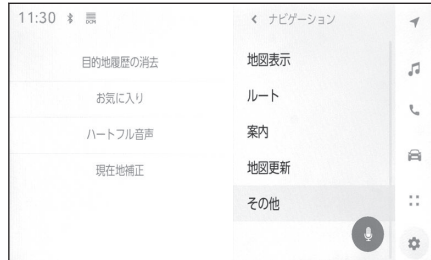 11:30
目的地履歴の消去
お気に入り
ハートフル音声
現在地補正
ナビゲーション
地図表示
ルート
案内
地図更新
その他